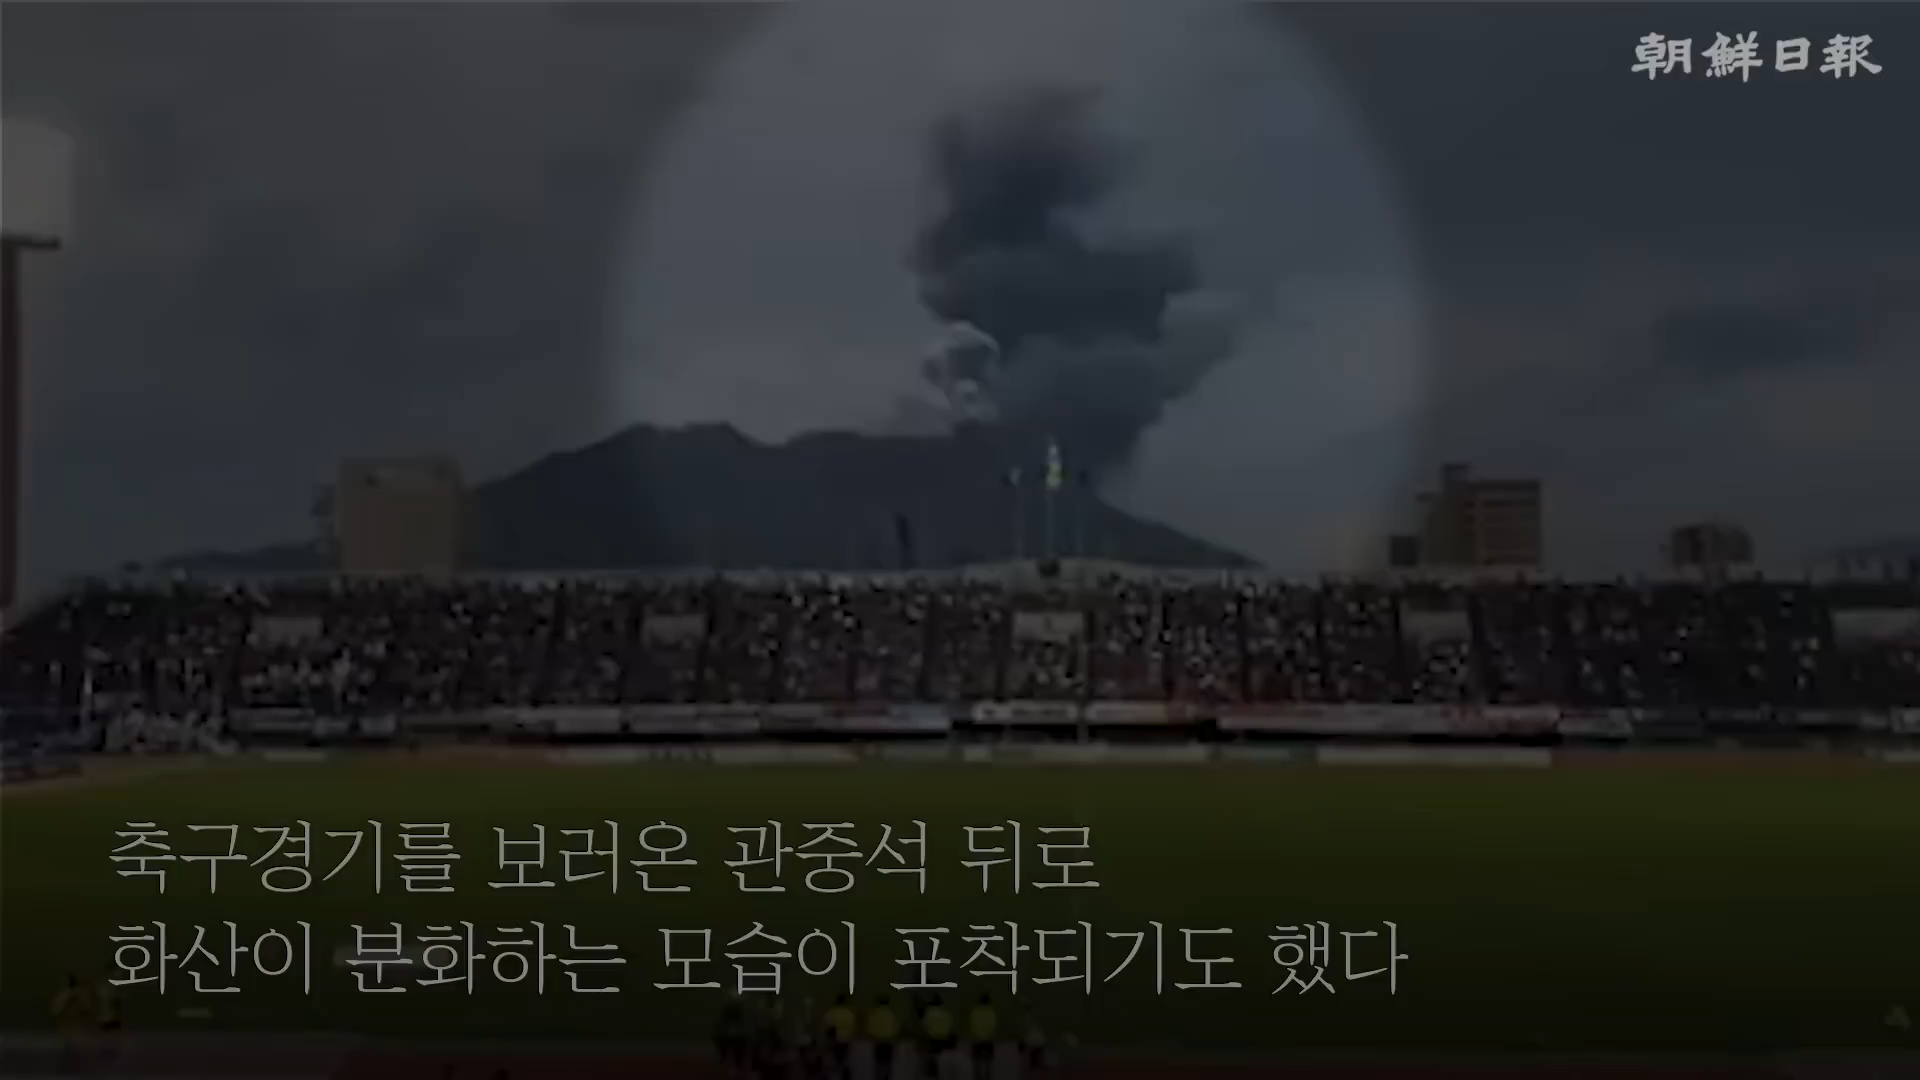 朝鮮日報
축구경기를 보러온 관중석 뒤로
화산이 분화하는 모습이 포착되기도 했다